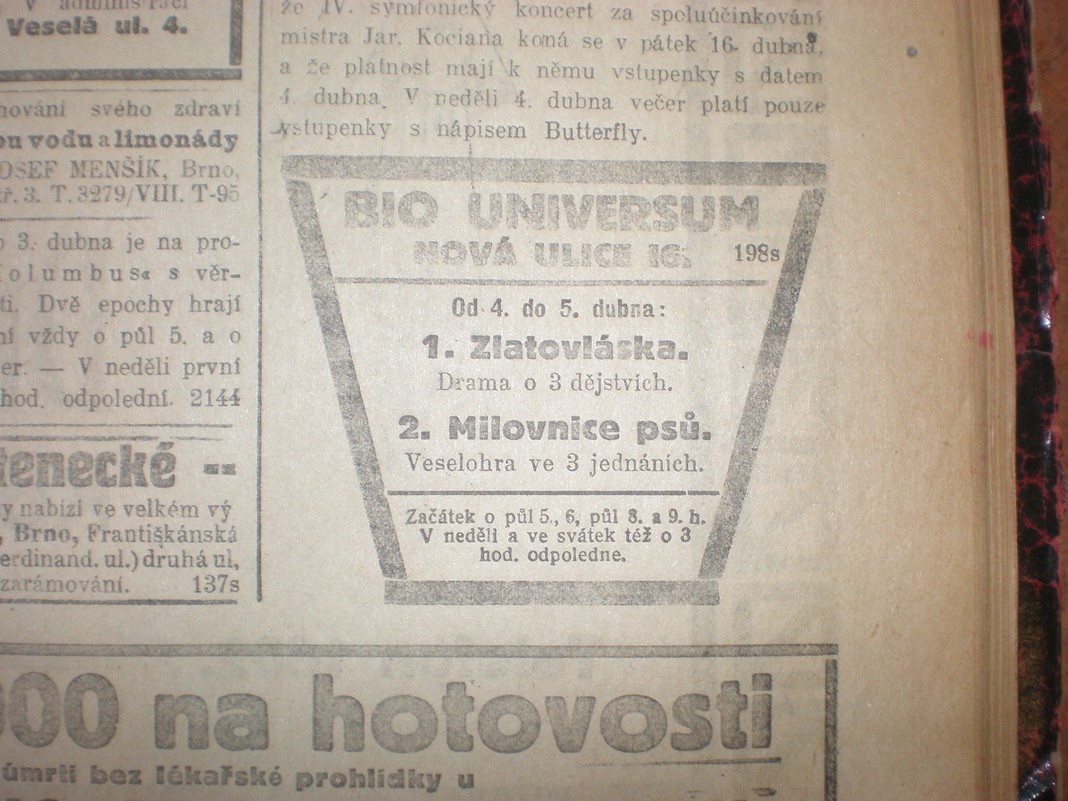 v administraci
Veselá ul. 4.
nování svého zdraví
ou vodu a limonády
OSEF MENŠÍK, Brno,
tř. 3. T. 3279/VIII. T-95
o 3. dubna je na pro-
Kolumbus« s věr-
ti. Dvě epochy hrají
ní vždy o půl 5. a o
er. — V neděli první
hod. odpolední. 2144
tenecké --
y nabízí ve velkém vý
, Brno, Františkánská
erdinand. ul.) druhá ul,
zarámování. 137s
že IV. symfonický koncert za spoluúčinkování
mistra Jar. Kociana koná se v pátek 16. dubna,
a že platnost mají k němu vstupenky s datem
4. dubna. V neděli 4. dubna večer platí pouze
vstupenky s nápisem Butterfly.
BIO UNIVERSUM
NOVÁ ULICE 16. 198s
Od 4. do 5. dubna:
1. Zlatovláska.
Drama o 3 dějstvích.
2. Milovnice psů.
Veselohra ve 3 jednáních.
Začátek o půl 5., 6, půl 8. a 9. h.
V neděli a ve svátek též o 3
hod. odpoledne.
000 na hotovosti
úmrti bez lékařské prohlídky u